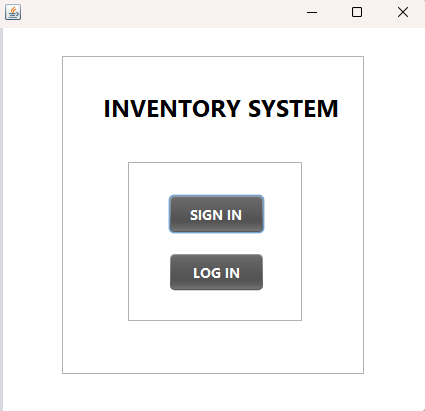 INVENTORY SYSTEM
SIGN IN
LOG IN